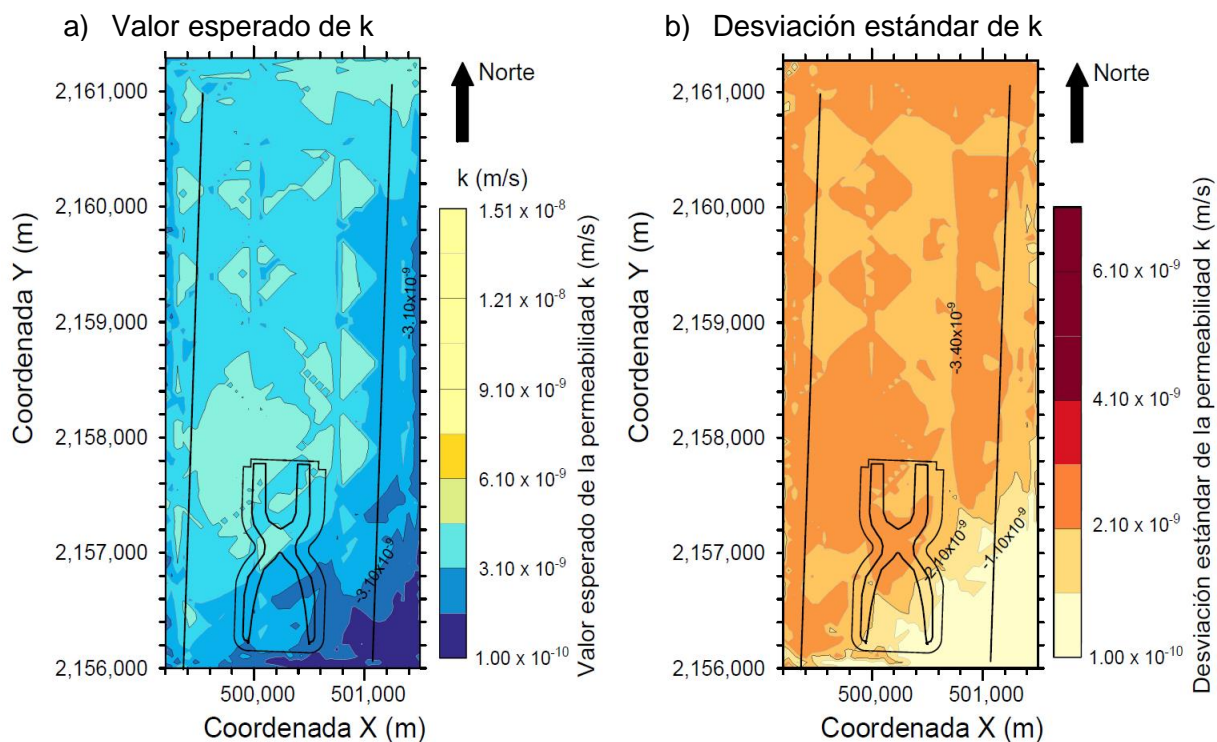 a) Valor esperado de k
Norte
2,161,000
2,160,000
2,159,000
2,158,000
2,157,000
2,156,000
Coordenada Y (m)
500,000 501,000
Coordenada X (m)
-3.10x10⁻⁹
-3.10x10⁻⁹
k (m/s)
1.51 x 10⁻⁸
1.21 x 10⁻⁸
9.10 x 10⁻⁹
6.10 x 10⁻⁹
3.10 x 10⁻⁹
1.00 x 10⁻¹⁰
Valor esperado de la permeabilidad k (m/s)
b) Desviación estándar de k
Norte
2,161,000
2,160,000
2,159,000
2,158,000
2,157,000
2,156,000
Coordenada Y (m)
500,000 501,000
Coordenada X (m)
-3.40x10⁻⁹
-2.10x10⁻⁹
-1.10x10⁻⁹
6.10 x 10⁻⁹
4.10 x 10⁻⁹
2.10 x 10⁻⁹
1.00 x 10⁻¹⁰
Desviación estándar de la permeabilidad k (m/s)